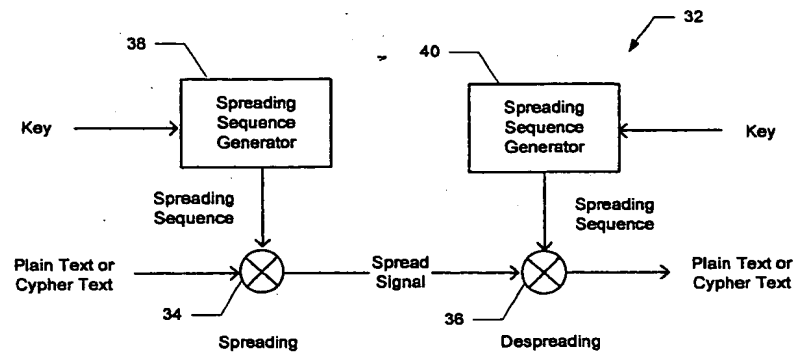 32
38
40
Spreading
Sequence
Generator
Spreading
Sequence
Generator
Key
Key
Spreading
Sequence
Spreading
Sequence
Plain Text or
Cypher Text
Spread
Signal
Plain Text or
Cypher Text
34
36
Spreading
Despreading